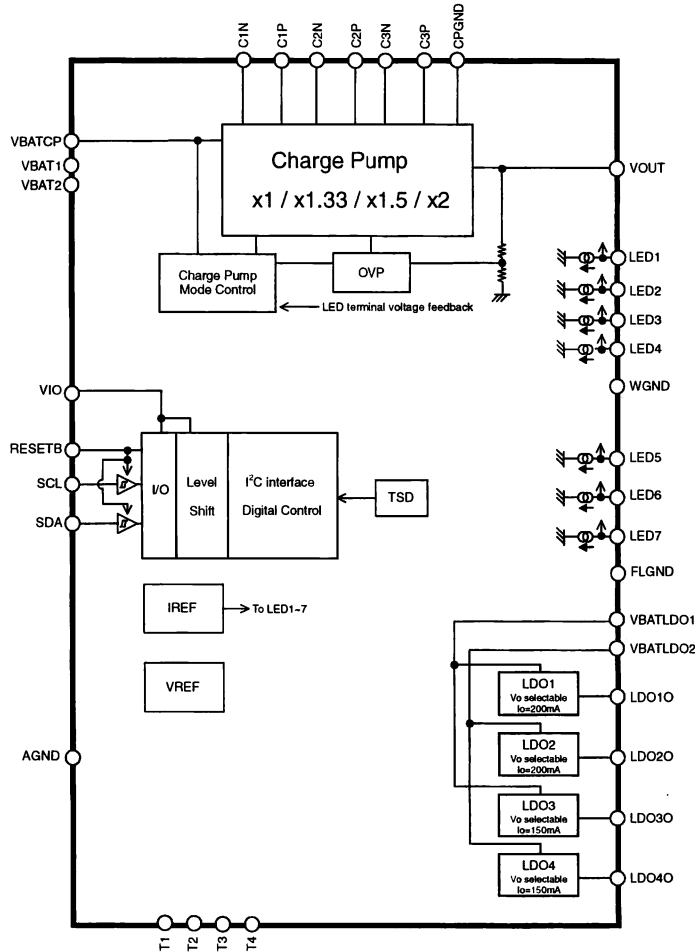 C1N
C1P
C2N
C2P
C3N
C3P
CPGND
VBATCP
VBAT1
VBAT2
Charge Pump
x1 / x1.33 / x1.5 / x2
VOUT
Charge Pump
Mode Control
OVP
LED terminal voltage feedback
LED1
LED2
LED3
LED4
WGND
VIO
RESETB
SCL
SDA
I/O
Level
Shift
I²C interface
Digital Control
TSD
LED5
LED6
LED7
FLGND
IREF
To LED1~7
VREF
VBATLDO1
VBATLDO2
LDO1
Vo selectable
Io=200mA
LDO1O
LDO2
Vo selectable
Io=200mA
LDO2O
LDO3
Vo selectable
Io=150mA
LDO3O
LDO4
Vo selectable
Io=150mA
LDO4O
AGND
T1
T2
T3
T4